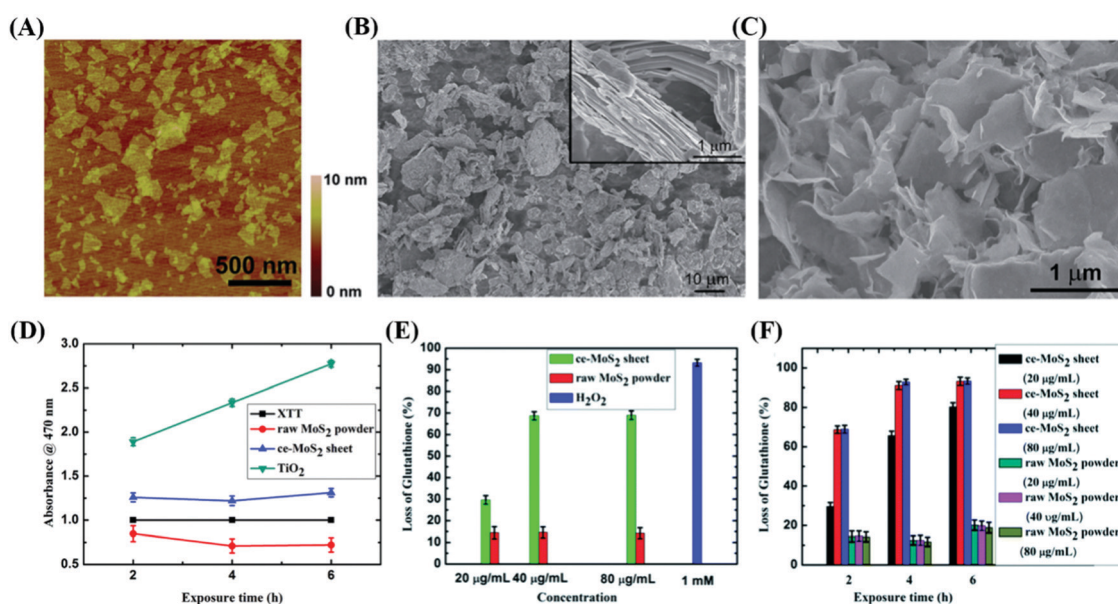 (A)
500 nm
10 nm
0 nm
(B)
1 μm
10 μm
(C)
1 μm
(D)
3.0
2.5
2.0
1.5
1.0
0.5
Absorbance @ 470 nm
XTT
raw MoS₂ powder
ce-MoS₂ sheet
TiO₂
2 4 6
Exposure time (h)
(E)
100
90
80
70
60
50
40
30
20
10
0
Loss of Glutathione (%)
ce-MoS₂ sheet
raw MoS₂ powder
H₂O₂
20 μg/mL 40 μg/mL 80 μg/mL 1 mM
Concentration
(F)
100
80
60
40
20
0
Loss of Glutathione (%)
ce-MoS₂ sheet
(20 μg/mL)
ce-MoS₂ sheet
(40 μg/mL)
ce-MoS₂ sheet
(80 μg/mL)
raw MoS₂ powder
(20 μg/mL)
raw MoS₂ powder
(40 υg/mL)
raw MoS₂ powder
(80 μg/mL)
2 4 6
Exposure time (h)